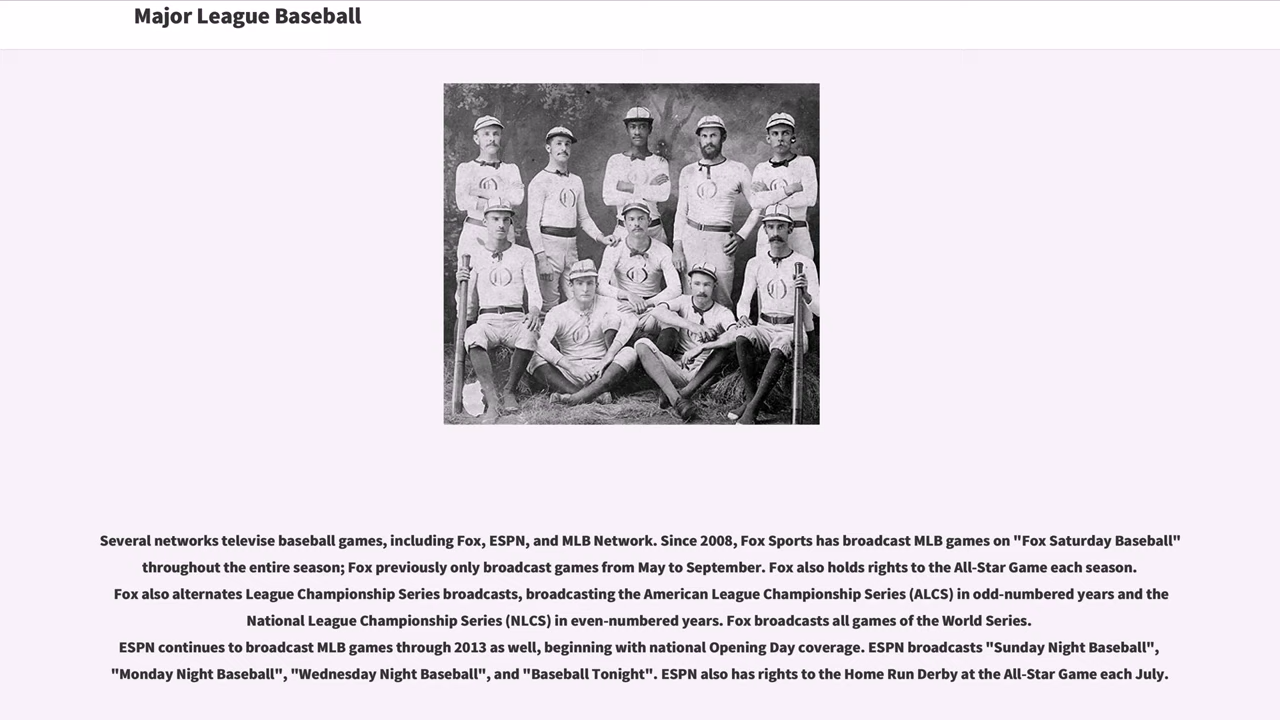 Major League Baseball
Several networks televise baseball games, including Fox, ESPN, and MLB Network. Since 2008, Fox Sports has broadcast MLB games on "Fox Saturday Baseball"
throughout the entire season; Fox previously only broadcast games from May to September. Fox also holds rights to the All-Star Game each season.
Fox also alternates League Championship Series broadcasts, broadcasting the American League Championship Series (ALCS) in odd-numbered years and the
National League Championship Series (NLCS) in even-numbered years. Fox broadcasts all games of the World Series.
ESPN continues to broadcast MLB games through 2013 as well, beginning with national Opening Day coverage. ESPN broadcasts "Sunday Night Baseball",
"Monday Night Baseball", "Wednesday Night Baseball", and "Baseball Tonight". ESPN also has rights to the Home Run Derby at the All-Star Game each July.